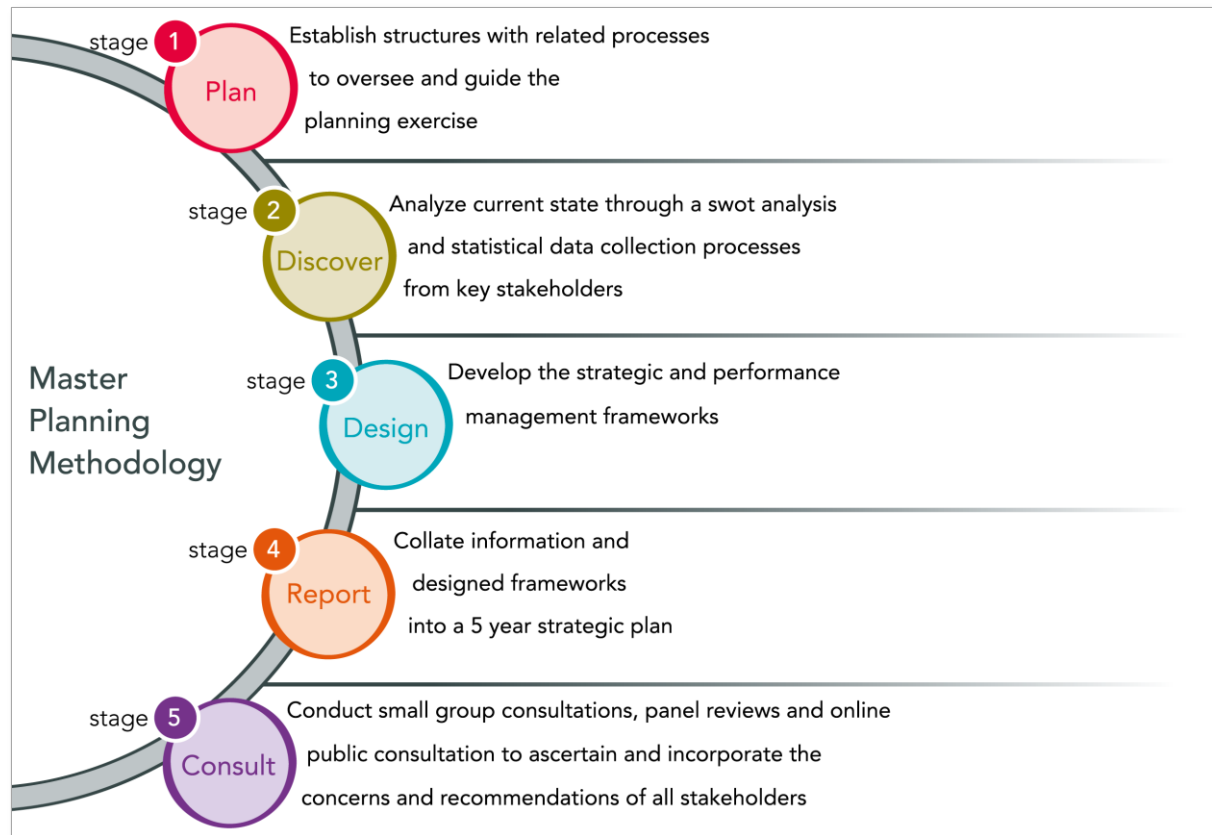 stage 1
Plan
Establish structures with related processes
to oversee and guide the
planning exercise
stage 2
Discover
Analyze current state through a swot analysis
and statistical data collection processes
from key stakeholders
Master
Planning
Methodology
stage 3
Design
Develop the strategic and performance
management frameworks
stage 4
Report
Collate information and
designed frameworks
into a 5 year strategic plan
stage 5
Consult
Conduct small group consultations, panel reviews and online
public consultation to ascertain and incorporate the
concerns and recommendations of all stakeholders